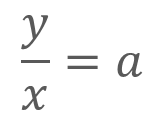 y/x = a